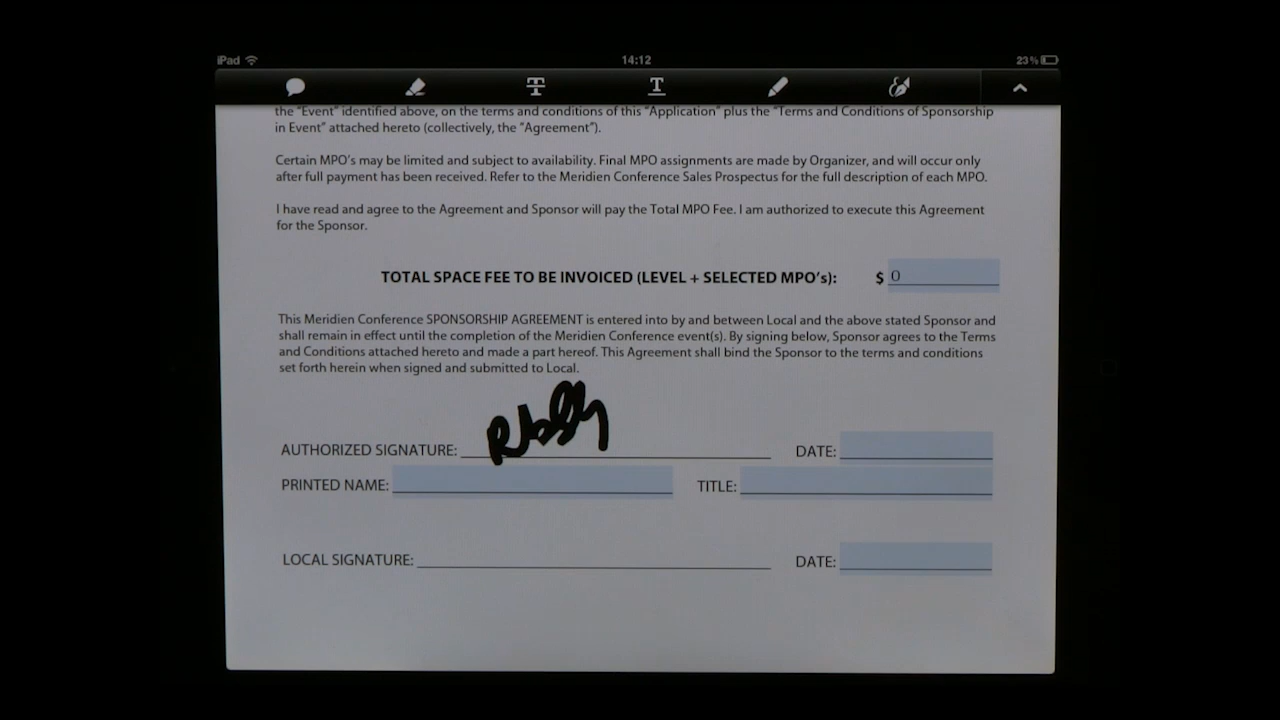 iPad 14:12 23%
the "Event" identified above, on the terms and conditions of this "Application" plus the "Terms and Conditions of Sponsorship
in Event" attached hereto (collectively, the "Agreement").
Certain MPO's may be limited and subject to availability. Final MPO assignments are made by Organizer, and will occur only
after full payment has been received. Refer to the Meridien Conference Sales Prospectus for the full description of each MPO.
I have read and agree to the Agreement and Sponsor will pay the Total MPO Fee. I am authorized to execute this Agreement
for the Sponsor.
TOTAL SPACE FEE TO BE INVOICED (LEVEL + SELECTED MPO's): $ 0
This Meridien Conference SPONSORSHIP AGREEMENT is entered into by and between Local and the above stated Sponsor and
shall remain in effect until the completion of the Meridien Conference event(s). By signing below, Sponsor agrees to the Terms
and Conditions attached hereto and made a part hereof. This Agreement shall bind the Sponsor to the terms and conditions
set forth herein when signed and submitted to Local.
AUTHORIZED SIGNATURE: DATE:
PRINTED NAME: TITLE:
LOCAL SIGNATURE: DATE: